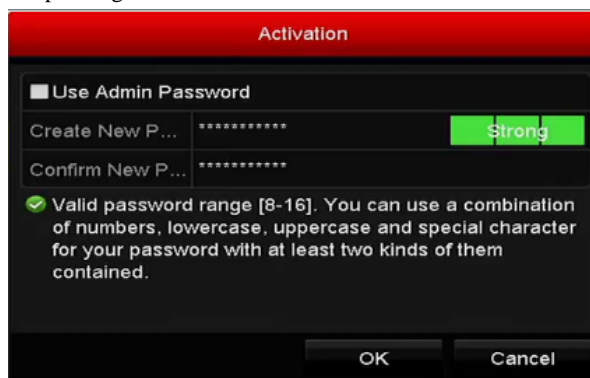 Activation
Use Admin Password
Create New P... *********** Strong
Confirm New P... ***********
Valid password range [8-16]. You can use a combination
of numbers, lowercase, uppercase and special character
for your password with at least two kinds of them
contained.
OK Cancel